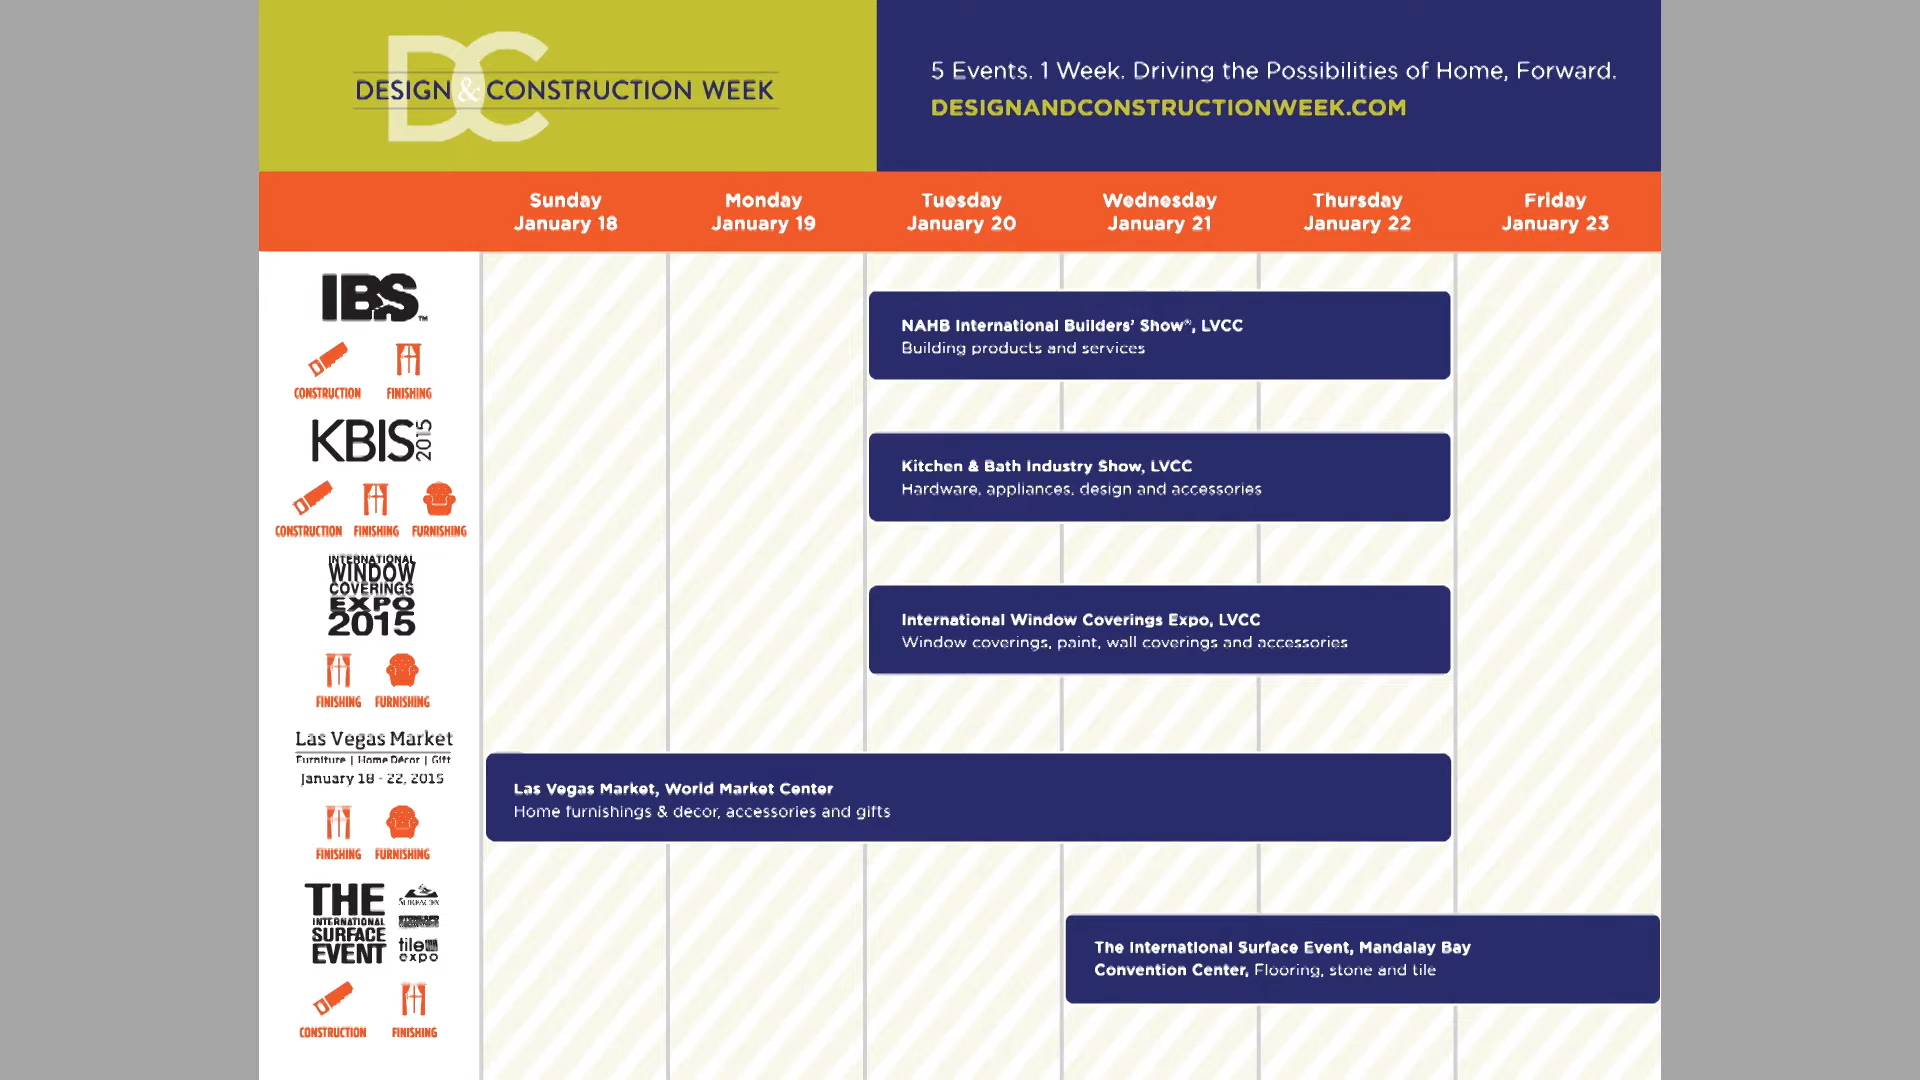 DC
DESIGN & CONSTRUCTION WEEK
5 Events. 1 Week. Driving the Possibilities of Home, Forward.
DESIGNANDCONSTRUCTIONWEEK.COM
Sunday
January 18
Monday
January 19
Tuesday
January 20
Wednesday
January 21
Thursday
January 22
Friday
January 23
IBS™
CONSTRUCTION FINISHING
NAHB International Builders' Show®, LVCC
Building products and services
KBIS 2015
CONSTRUCTION FINISHING FURNISHING
Kitchen & Bath Industry Show, LVCC
Hardware, appliances, design and accessories
INTERNATIONAL
WINDOW
COVERINGS
EXPO
2015
FINISHING FURNISHING
International Window Coverings Expo, LVCC
Window coverings, paint, wall coverings and accessories
Las Vegas Market
Furniture | Home Décor | Gift
January 18 - 22, 2015
FINISHING FURNISHING
Las Vegas Market, World Market Center
Home furnishings & decor, accessories and gifts
THE
INTERNATIONAL
SURFACE
EVENT
SURFACES
tile
expo
CONSTRUCTION FINISHING
The International Surface Event, Mandalay Bay
Convention Center, Flooring, stone and tile